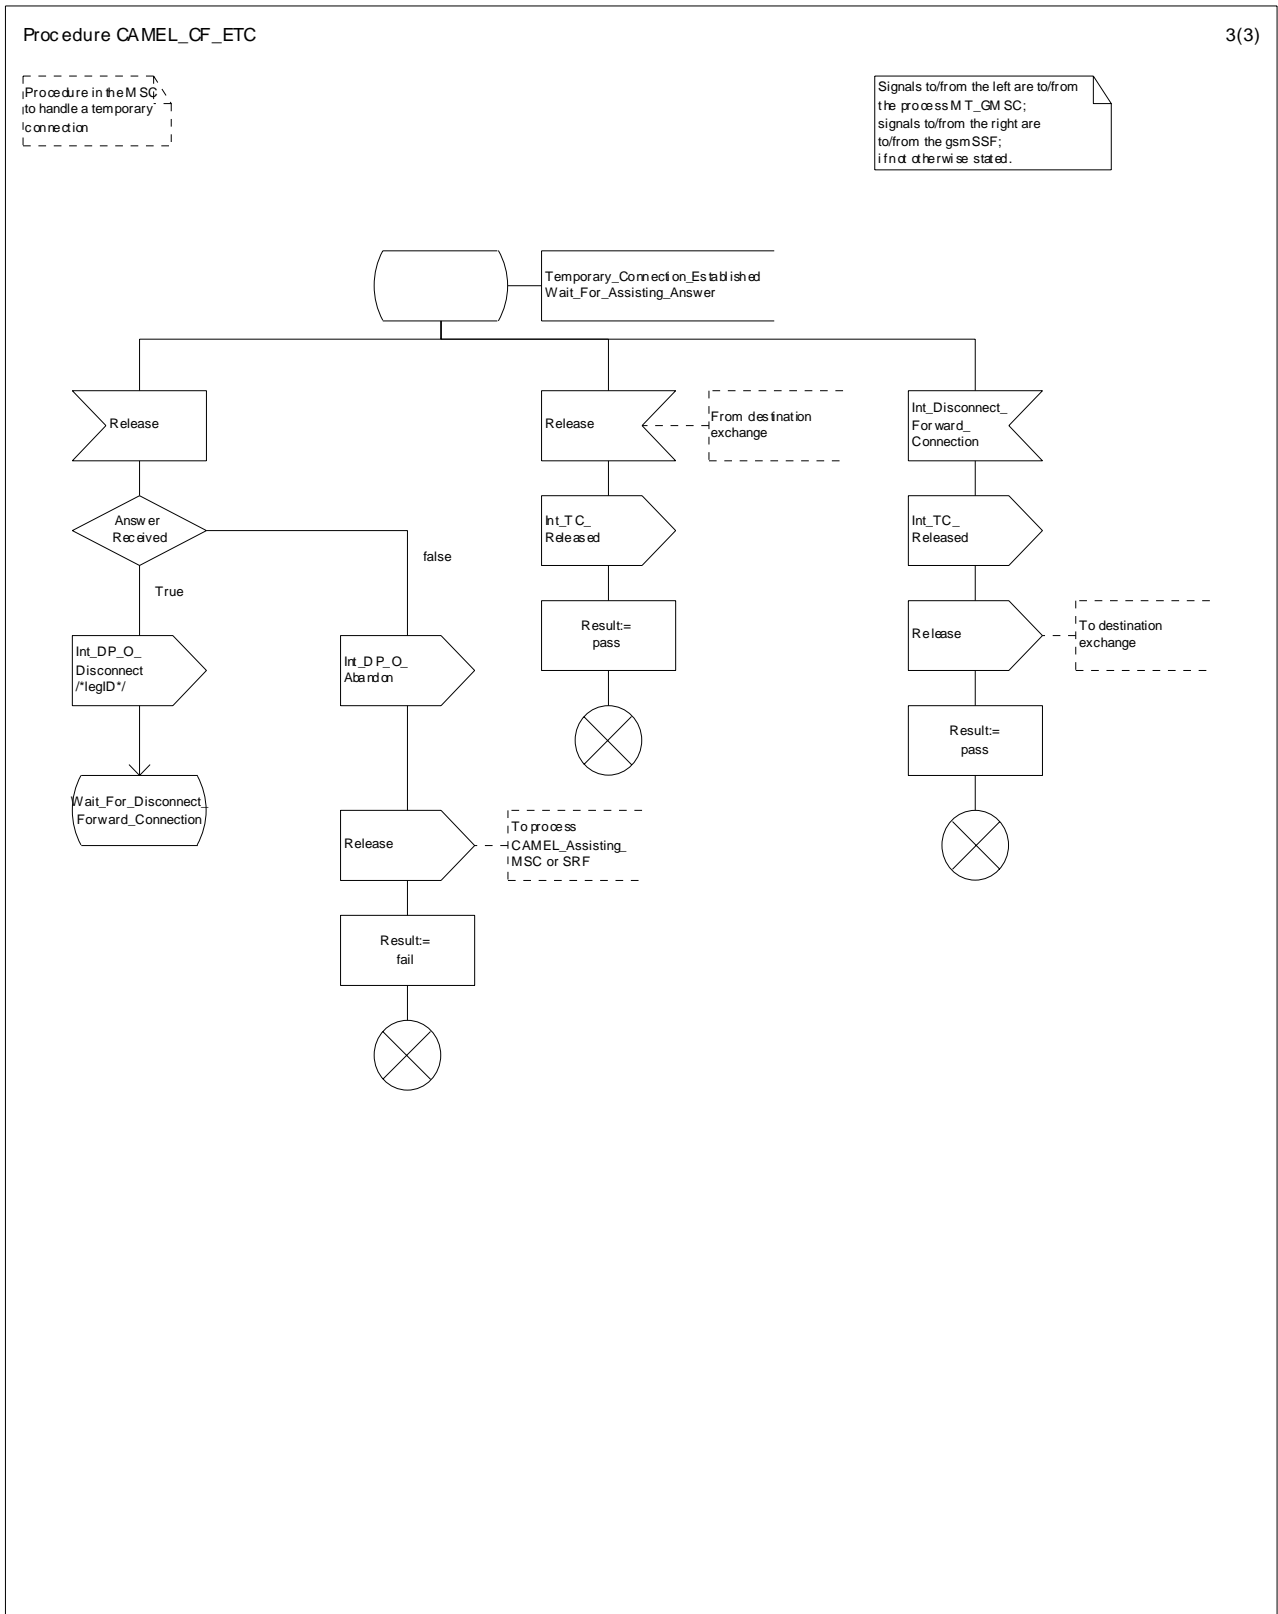 Procedure CAMEL_CF_ETC
3(3)
Procedure in the MSC
to handle a temporary
connection
Signals to/from the left are to/from
the process MT_GMSC;
signals to/from the right are
to/from the gsmSSF;
if not otherwise stated.
Temporary_Connection_Established
Wait_For_Assisting_Answer
Release
Release
From destination
exchange
Int_Disconnect_
Forward_
Connection
Answer
Received
false
True
Int_TC_
Released
Int_TC_
Released
Int_DP_O_
Disconnect
/*legID*/
Int_DP_O_
Abandon
Result:=
pass
Release
To destination
exchange
Result:=
pass
Wait_For_Disconnect_
Forward_Connection
Release
To process
CAMEL_Assisting_
MSC or SRF
Result:=
fail